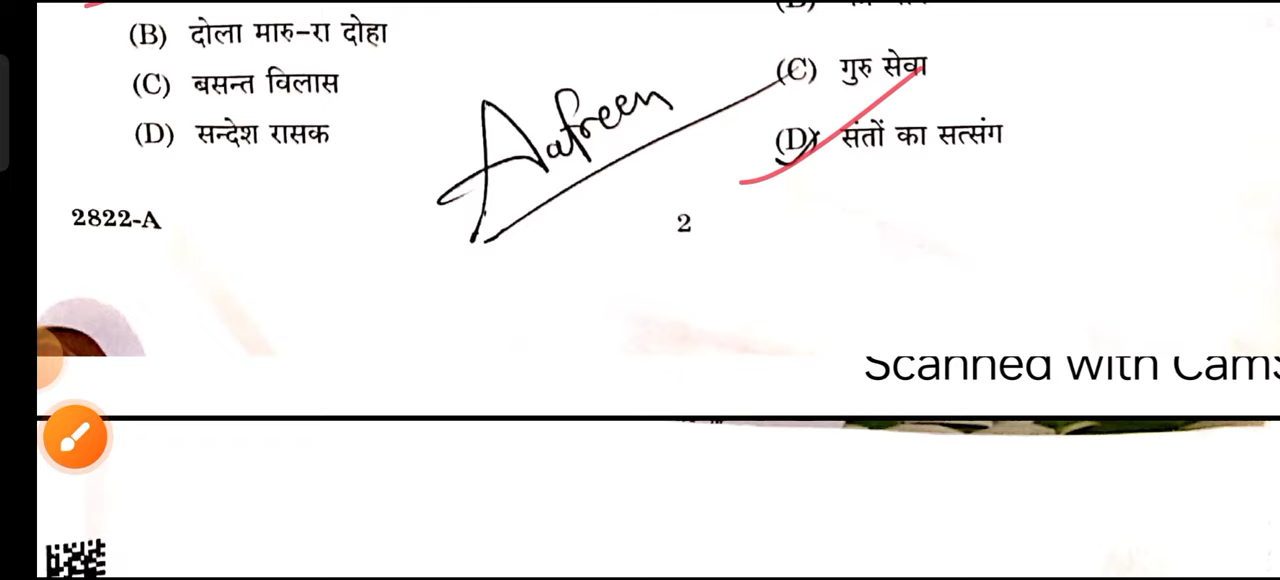 (B) दोला मारु-रा दोहा
(C) बसन्त विलास
(D) सन्देश रासक
Aafreen
(C) गुरु सेवा
(D) संतों का सत्संग
2822-A
2
Scanned with Cam